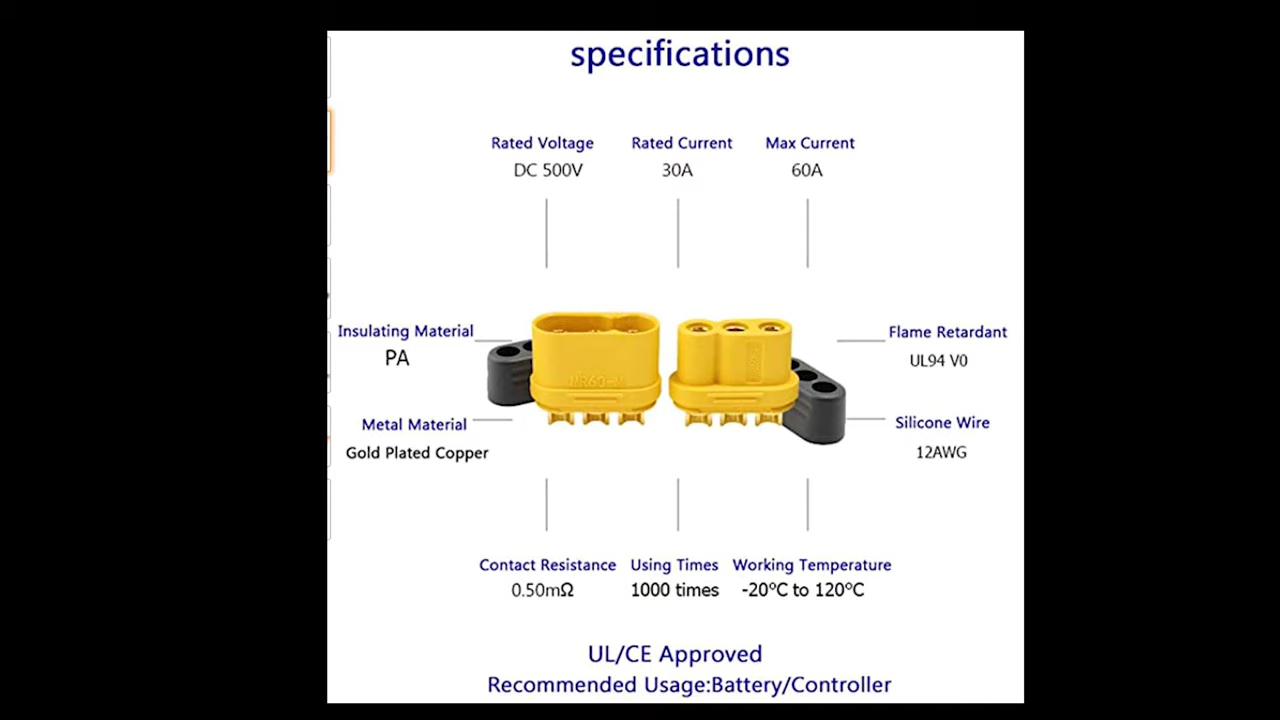 specifications
Rated Voltage
DC 500V
Rated Current
30A
Max Current
60A
Insulating Material
PA
Flame Retardant
UL94 V0
MR60-M
Metal Material
Gold Plated Copper
Silicone Wire
12AWG
Contact Resistance
0.50mΩ
Using Times
1000 times
Working Temperature
-20°C to 120°C
UL/CE Approved
Recommended Usage:Battery/Controller